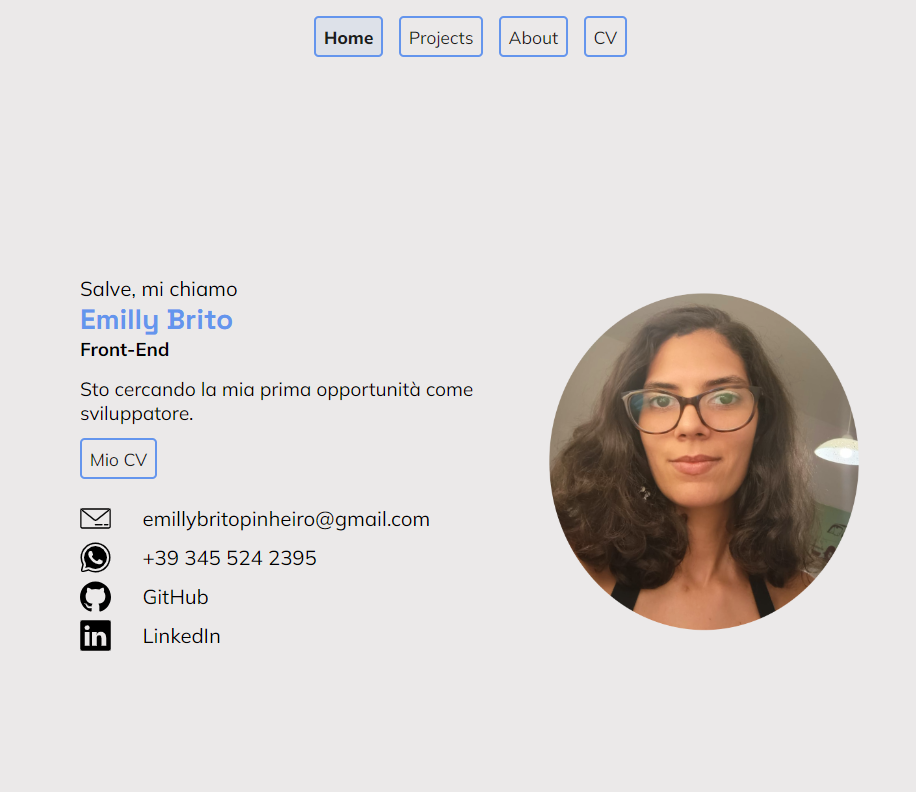 Home Projects About CV
Salve, mi chiamo
Emilly Brito
Front-End
Sto cercando la mia prima opportunità come
sviluppatore.
Mio CV
emillybritopinheiro@gmail.com
+39 345 524 2395
GitHub
in LinkedIn